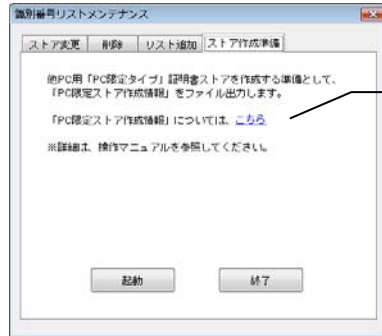 識別番号リストメンテナンス
ストア変更 削除 リスト追加 ストア作成準備
他PC用「PC限定タイプ」証明書ストアを作成する準備として、
「PC限定ストア作成情報」をファイル出力します。
「PC限定ストア作成情報」については、こちら
※詳細は、操作マニュアルを参照してください。
起動 終了